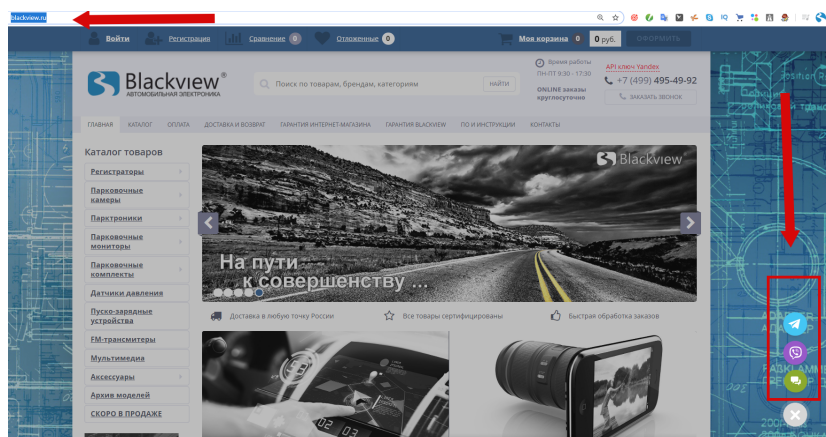 blackview.ru
Войти
Регистрация
Сравнение 0
Отложенные 0
Моя корзина 0
0 руб.
ОФОРМИТЬ
Blackview®
АВТОМОБИЛЬНАЯ ЭЛЕКТРОНИКА
Поиск по товарам, брендам, категориям
НАЙТИ
Время работы
ПН-ПТ 9:30 - 17:30
ONLINE заказы
круглосуточно
API ключ Yandex
+7 (499) 495-49-92
ЗАКАЗАТЬ ЗВОНОК
ГЛАВНАЯ КАТАЛОГ ОПЛАТА ДОСТАВКА И ВОЗВРАТ ГАРАНТИЯ ИНТЕРНЕТ-МАГАЗИНА ГАРАНТИЯ BLACKVIEW ПО И ИНСТРУКЦИИ КОНТАКТЫ
Каталог товаров
Регистраторы
Парковочные
камеры
Парктроники
Парковочные
мониторы
Парковочные
комплекты
Датчики давления
Пуско-зарядные
устройства
FM-трансмиттеры
Мультимедиа
Аксессуары
Архив моделей
СКОРО В ПРОДАЖЕ
Blackview
На пути
к совершенству ...
Доставка в любую точку России
Все товары сертифицированы
Быстрая обработка заказов